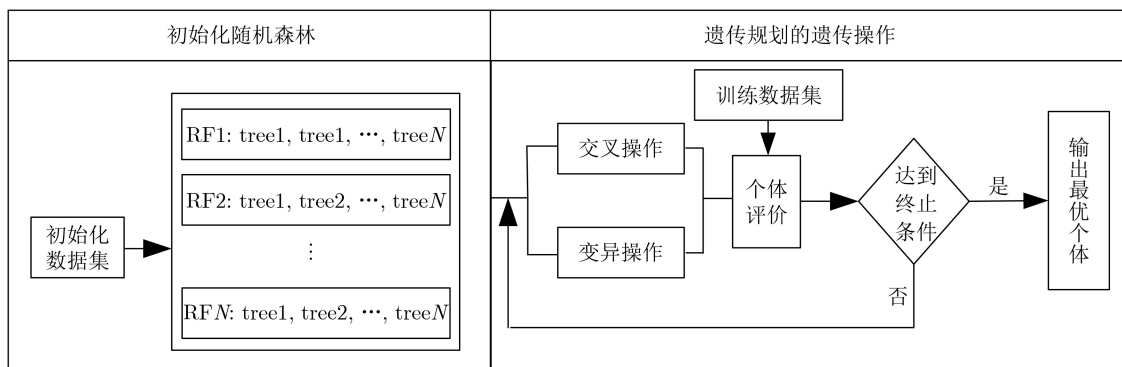 初始化随机森林
遗传规划的遗传操作
初始化
数据集
RF1: tree1, tree1, ···, treeN
RF2: tree1, tree2, ···, treeN
⋮
RFN: tree1, tree2, ···, treeN
交叉操作
变异操作
训练数据集
个体
评价
达到
终止
条件
是
否
输出最优个体